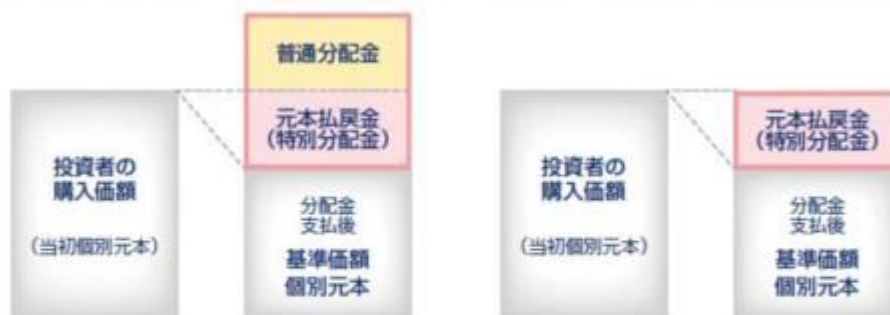 普通分配金
元本払戻金
(特別分配金)
投資者の
購入価額
(当初個別元本)
分配金
支払後
基準価額
個別元本
元本払戻金
(特別分配金)
投資者の
購入価額
(当初個別元本)
分配金
支払後
基準価額
個別元本